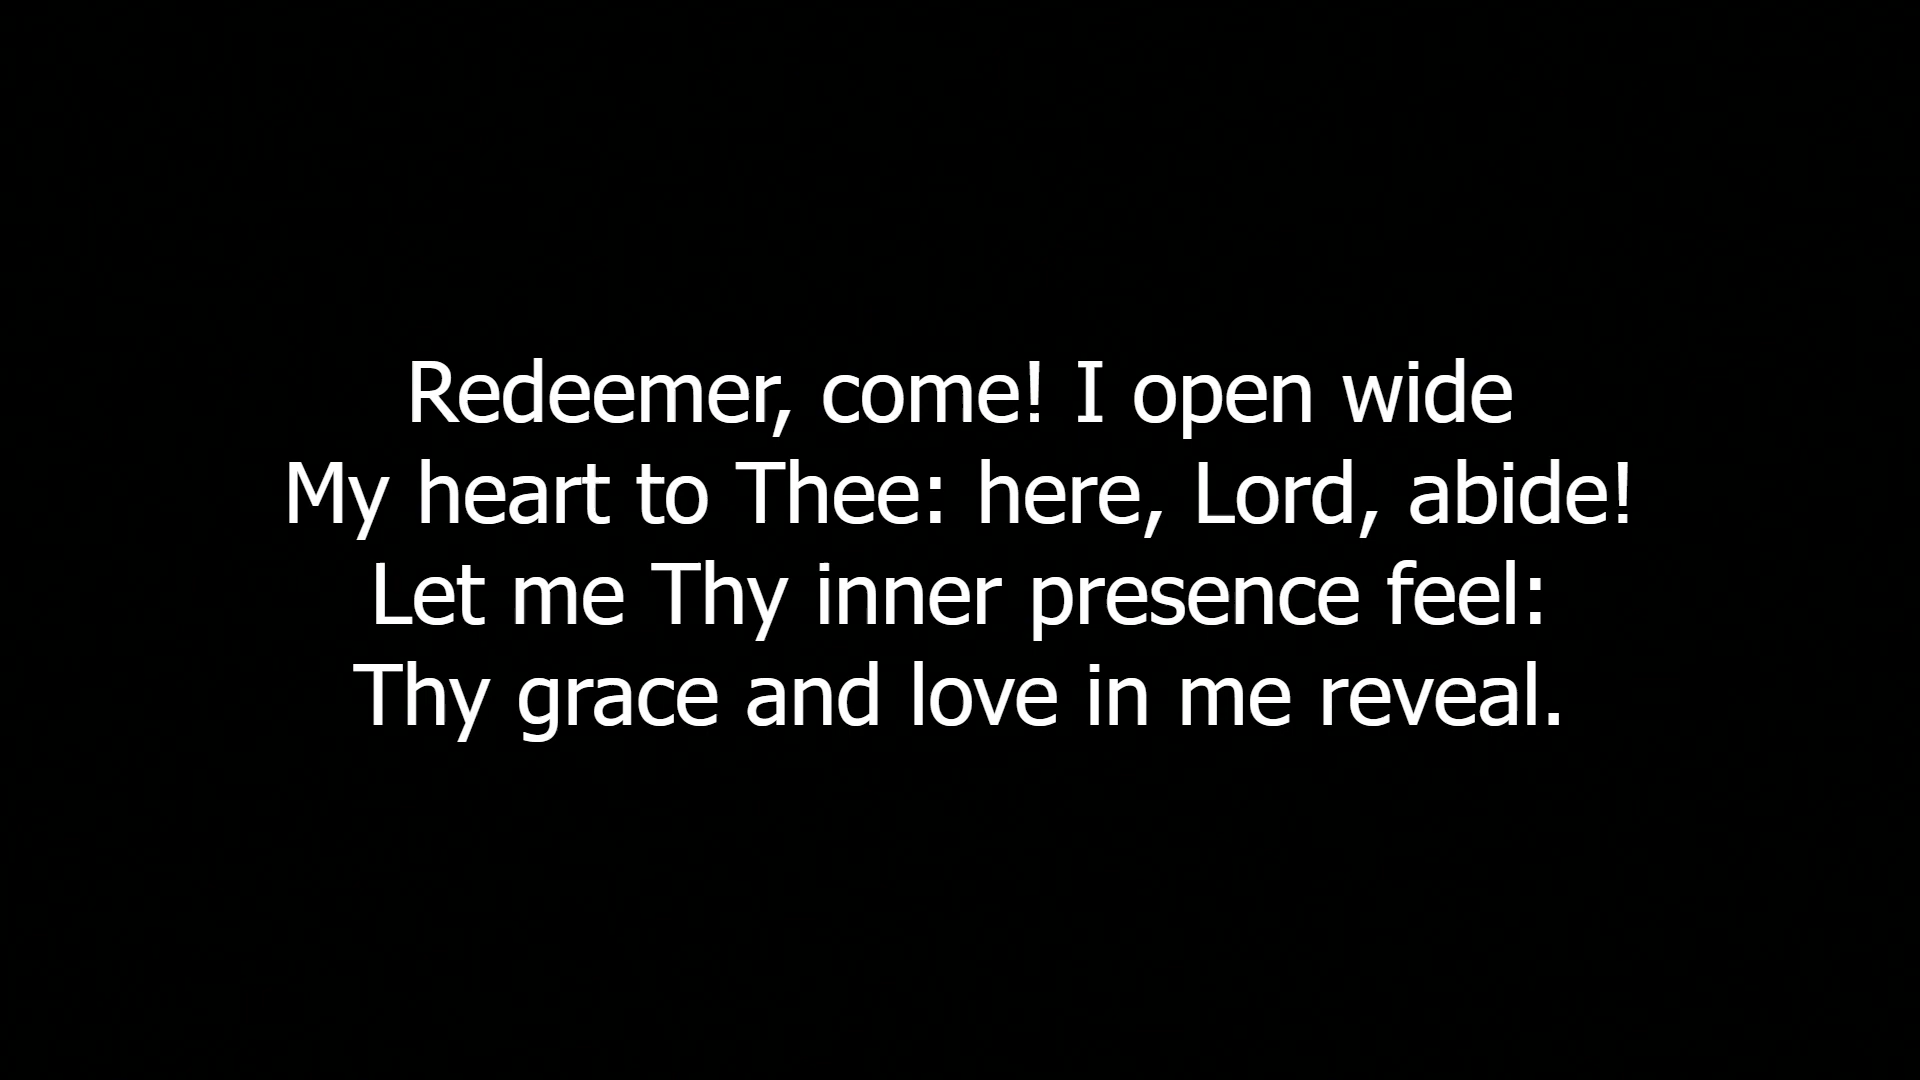 Redeemer, come! I open wide
My heart to Thee: here, Lord, abide!
Let me Thy inner presence feel:
Thy grace and love in me reveal.